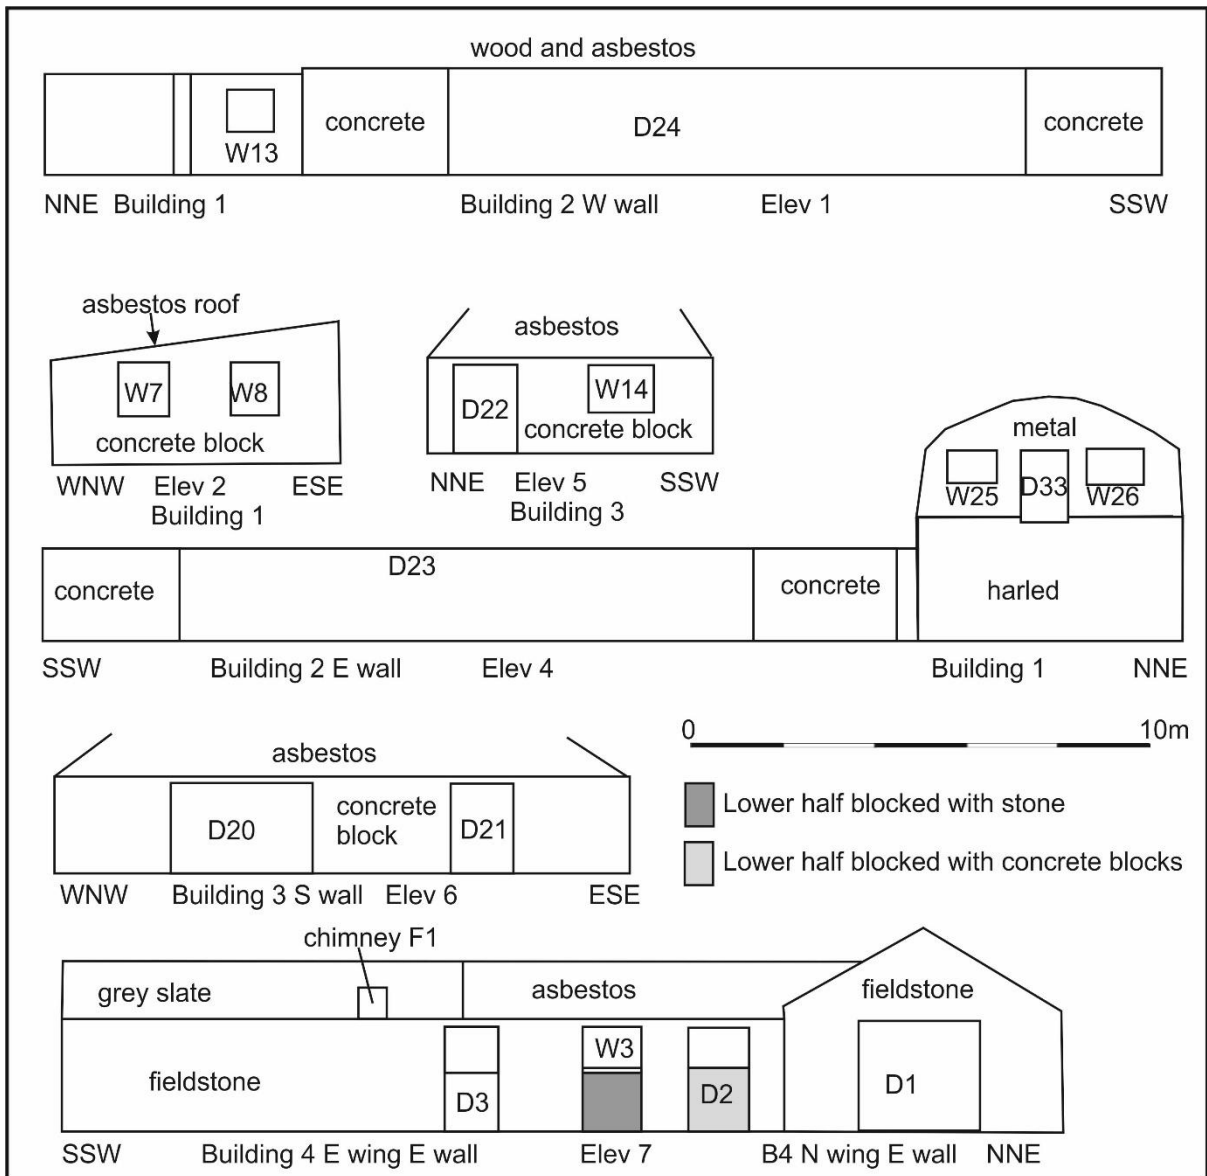 wood and asbestos
concrete
D24
concrete
W13
NNE Building 1 Building 2 W wall Elev 1 SSW
asbestos roof
W7 W8
concrete block
WNW Elev 2 ESE
Building 1
asbestos
D22 W14
concrete block
NNE Elev 5 SSW
Building 3
metal
W25 D33 W26
harled
concrete
D23
concrete
SSW Building 2 E wall Elev 4 Building 1 NNE
0 10m
Lower half blocked with stone
Lower half blocked with concrete blocks
asbestos
D20
concrete
block
D21
WNW Building 3 S wall Elev 6 ESE
chimney F1
grey slate
asbestos
fieldstone
fieldstone
D3
W3
D2
D1
SSW Building 4 E wing E wall Elev 7 B4 N wing E wall NNE